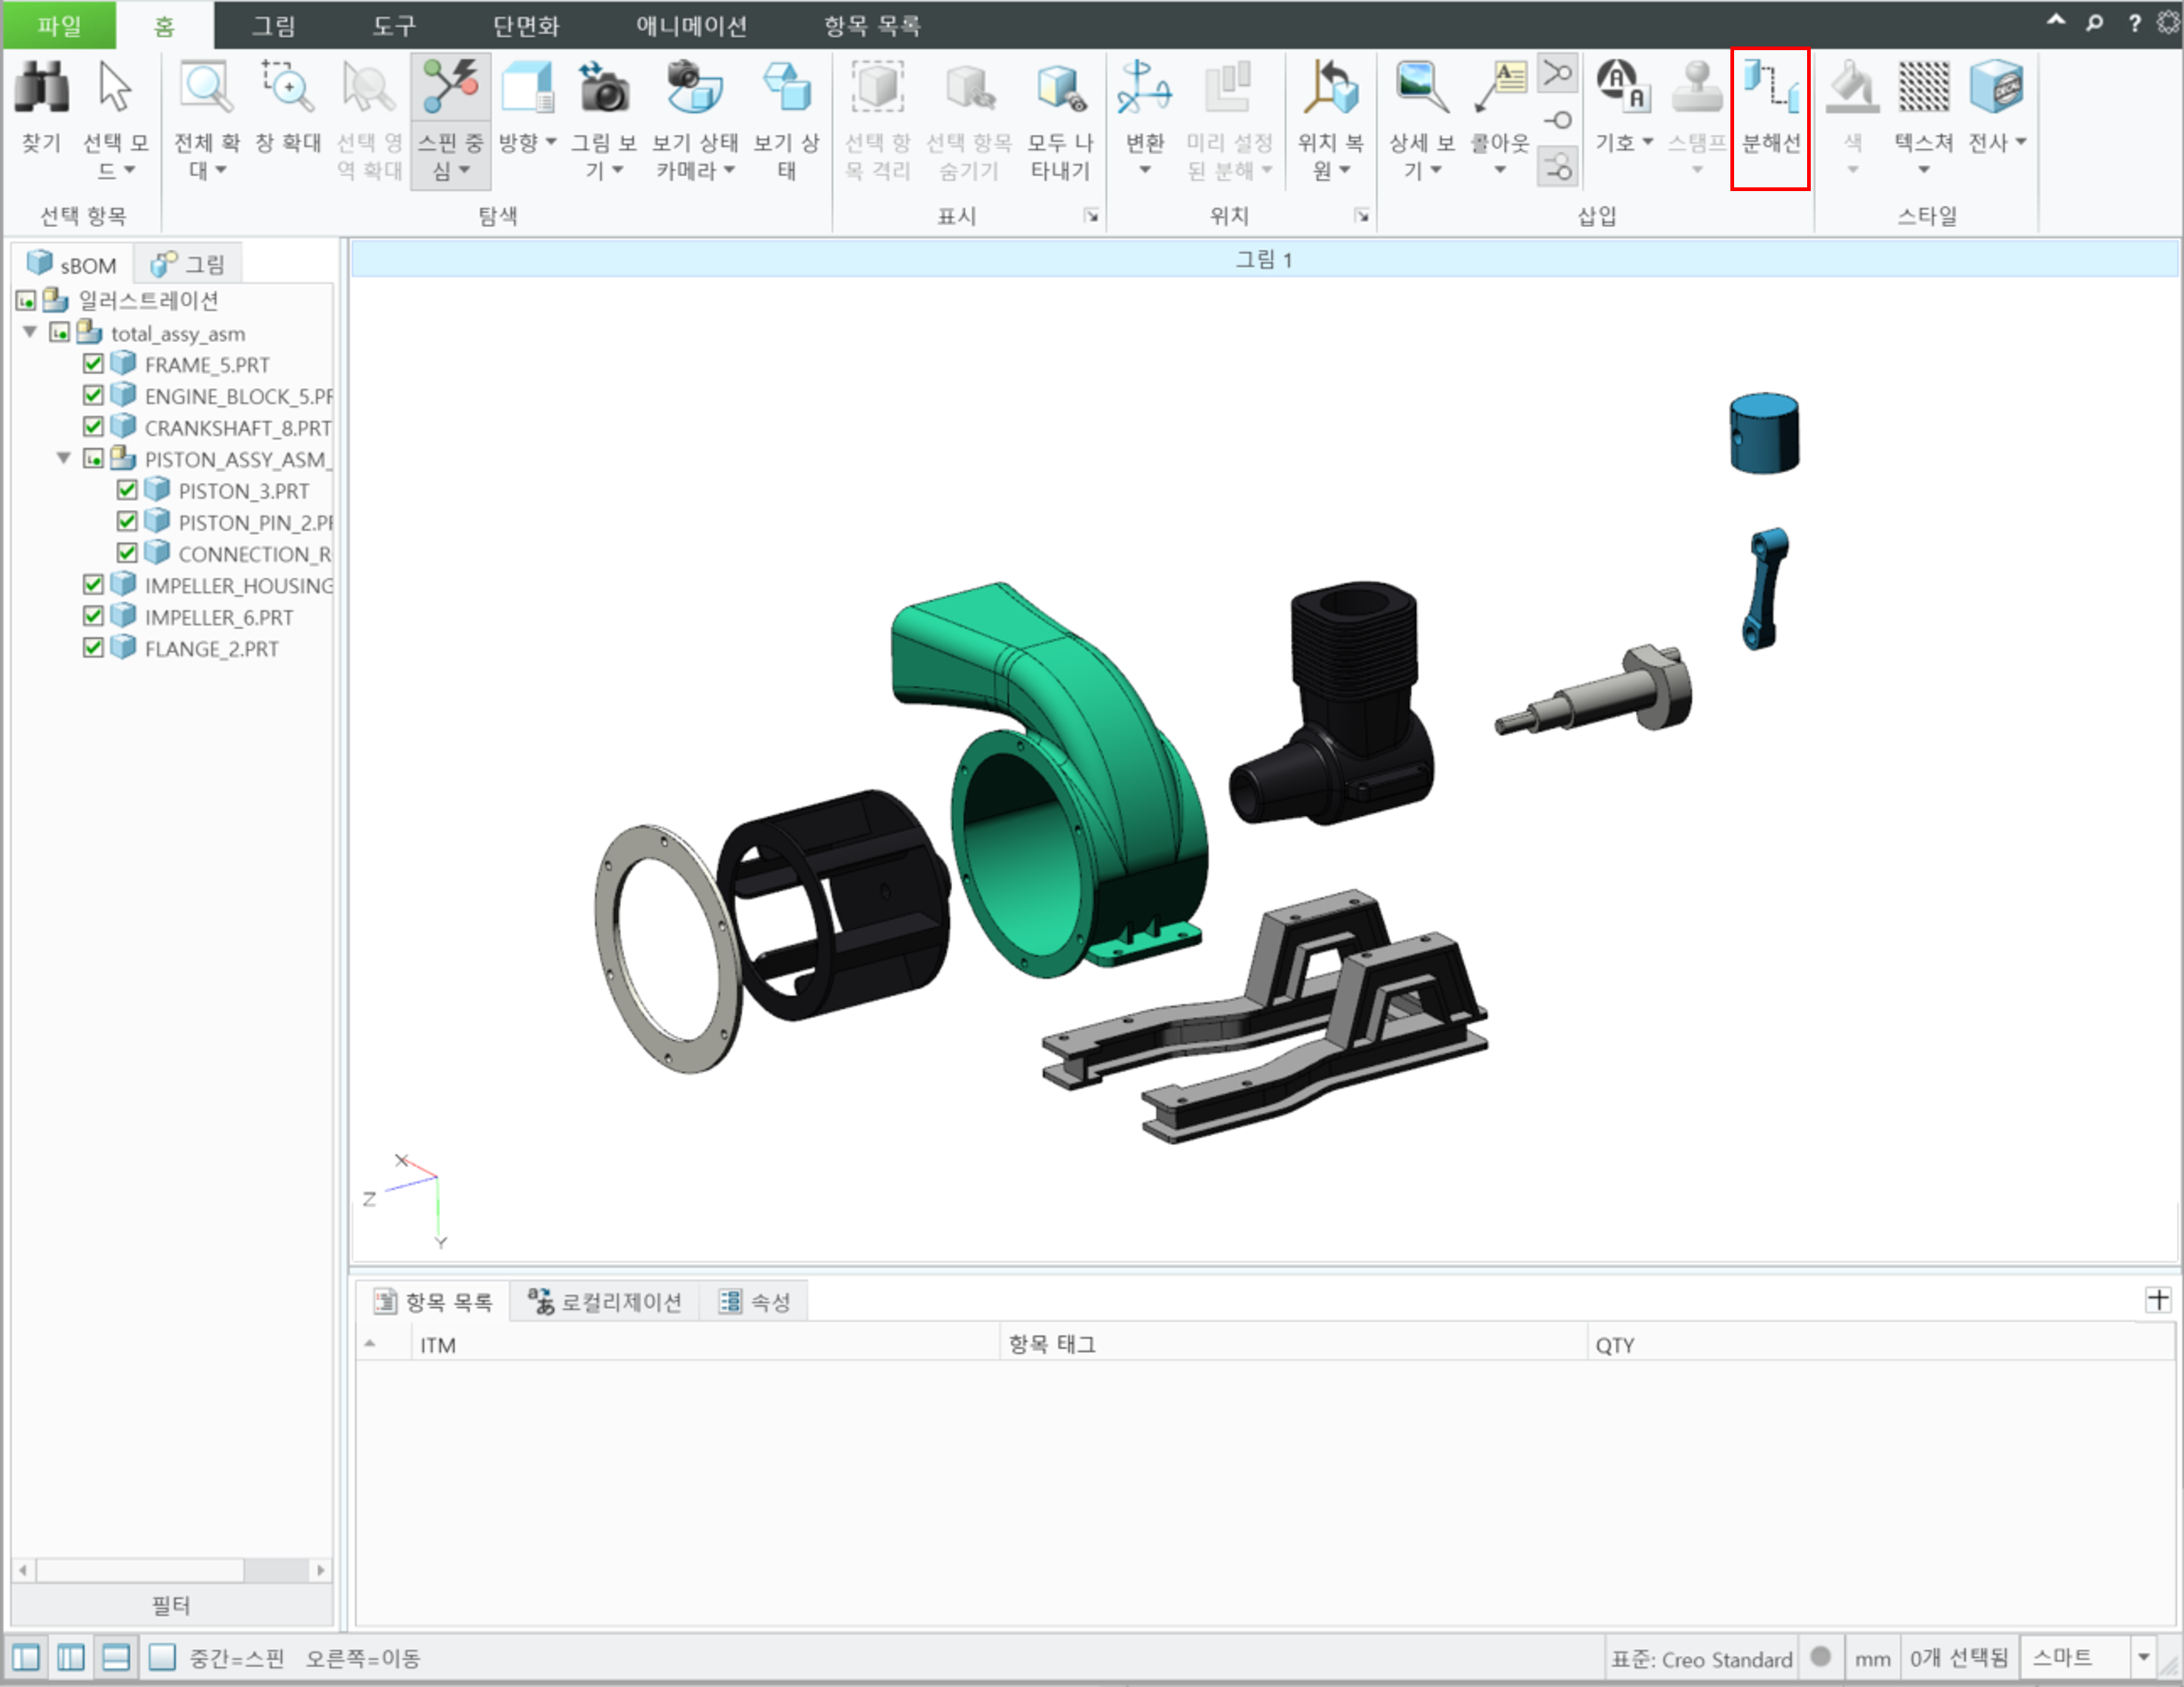 파일 홈 그림 도구 단면화 애니메이션 항목 목록
찾기 선택 모드 전체 확대 창 확대 선택 영역 확대 스핀 중심 방향 그림 보기 보기 상태 카메라 보기 상태 선택 항목 격리 선택 항목 숨기기 모두 나타내기 변환 미리 설정된 분해 위치 복원 상세 보기 콜아웃 기호 스탬프 분해선 색 텍스쳐 전사
선택 항목 탐색 표시 위치 삽입 스타일
sBOM 그림
그림 1
일러스트레이션
total_assy_asm
FRAME_5.PRT
ENGINE_BLOCK_5.PR
CRANKSHAFT_8.PRT
PISTON_ASSY_ASM_
PISTON_3.PRT
PISTON_PIN_2.PR
CONNECTION_R
IMPELLER_HOUSING
IMPELLER_6.PRT
FLANGE_2.PRT
X
Z
Y
항목 목록 로컬리제이션 속성
ITM 항목 태그 QTY
필터
중간=스핀 오른쪽=이동 표준: Creo Standard mm 0개 선택됨 스마트